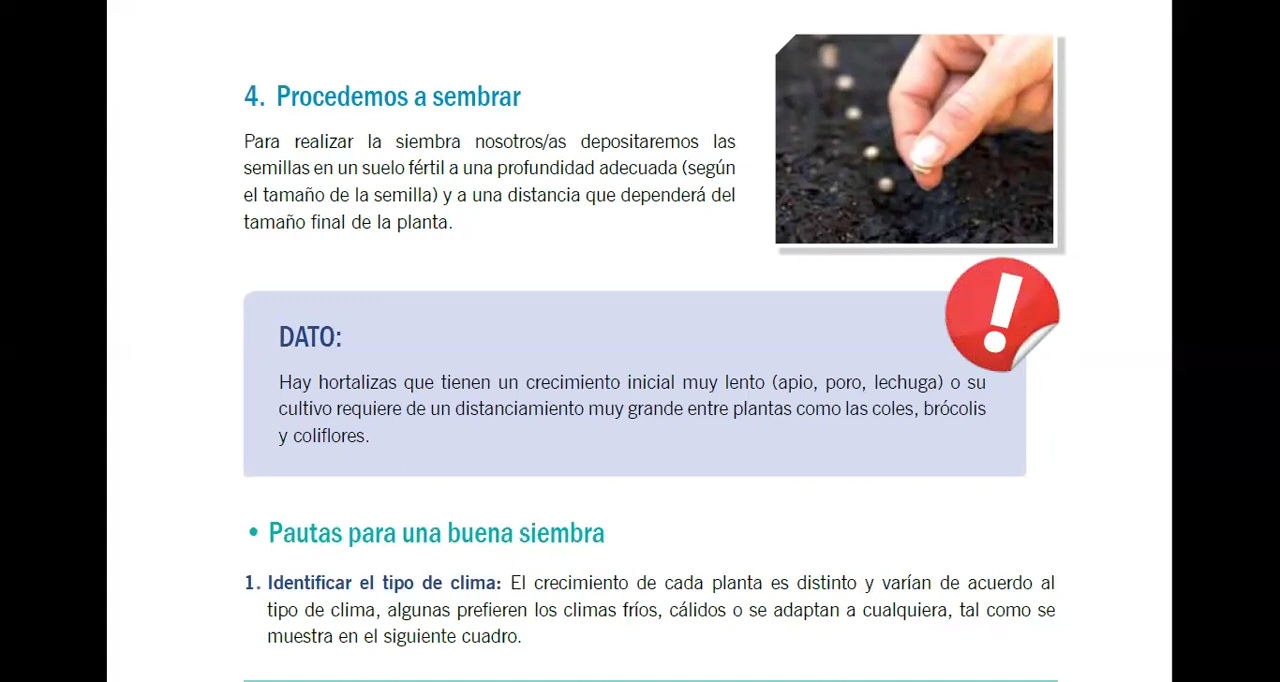 4. Procedemos a sembrar
Para realizar la siembra nosotros/as depositaremos las
semillas en un suelo fértil a una profundidad adecuada (según
el tamaño de la semilla) y a una distancia que dependerá del
tamaño final de la planta.
DATO:
Hay hortalizas que tienen un crecimiento inicial muy lento (apio, poro, lechuga) o su
cultivo requiere de un distanciamiento muy grande entre plantas como las coles, brócolis
y coliflores.
• Pautas para una buena siembra
1. Identificar el tipo de clima: El crecimiento de cada planta es distinto y varían de acuerdo al
tipo de clima, algunas prefieren los climas fríos, cálidos o se adaptan a cualquiera, tal como se
muestra en el siguiente cuadro.